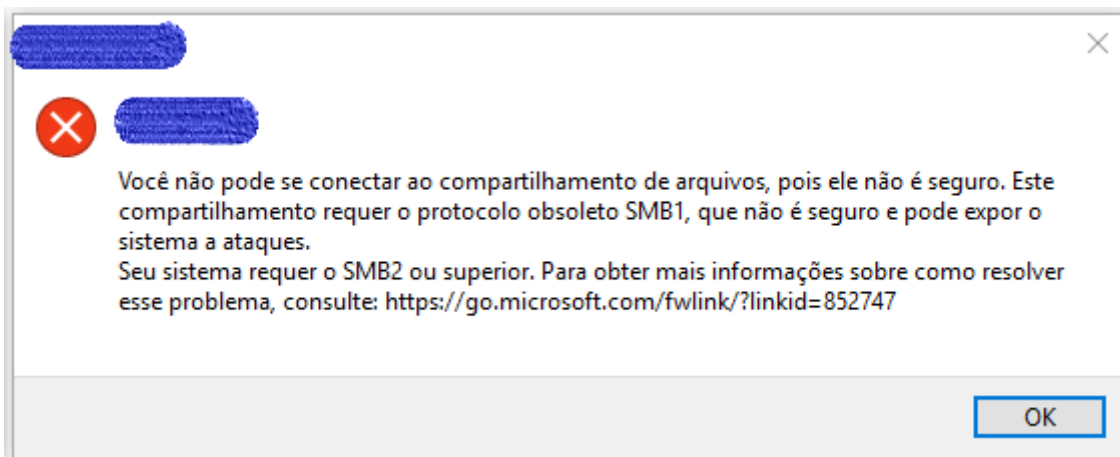 Você não pode se conectar ao compartilhamento de arquivos, pois ele não é seguro. Este
compartilhamento requer o protocolo obsoleto SMB1, que não é seguro e pode expor o
sistema a ataques.
Seu sistema requer o SMB2 ou superior. Para obter mais informações sobre como resolver
esse problema, consulte: https://go.microsoft.com/fwlink/?linkid=852747
OK